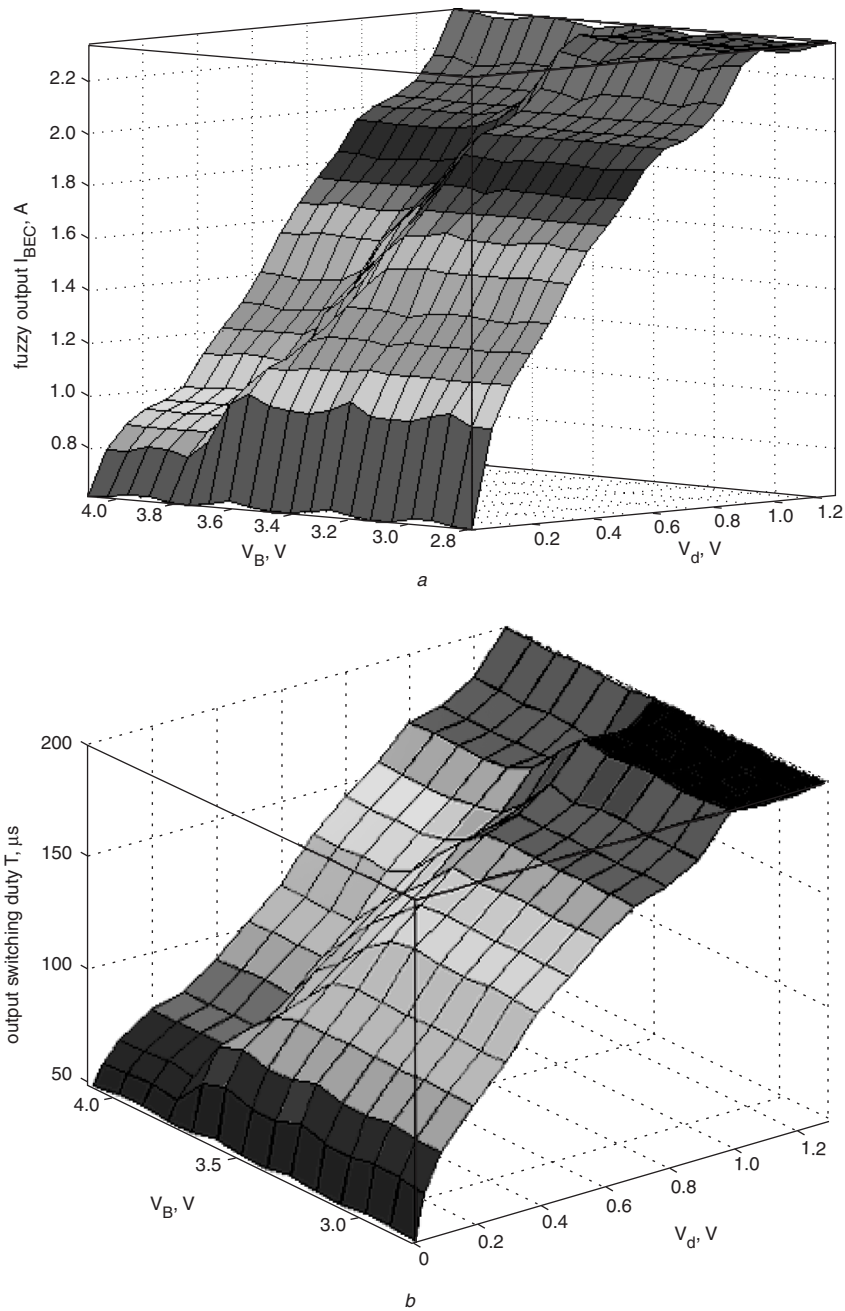 2.2
2.0
1.8
1.6
1.4
1.2
1.0
0.8
fuzzy output I_BEC, A
4.0 3.8 3.6 3.4 3.2 3.0 2.8
V_B, V
0.2 0.4 0.6 0.8 1.0 1.2
V_d, V
a
200
150
100
50
output switching duty T, μs
4.0 3.5 3.0
V_B, V
0 0.2 0.4 0.6 0.8 1.0 1.2
V_d, V
b